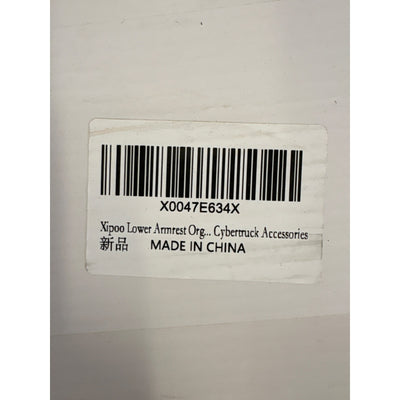 X0047E634X
Xipoo Lower Armrest Org... Cybertruck Accessories
新品 MADE IN CHINA